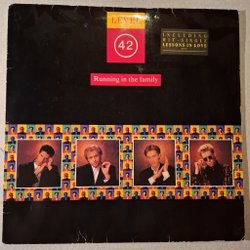 LEVEL
42
Running in the family
INCLUDING
HIT-SINGLE
LESSONS IN LOVE